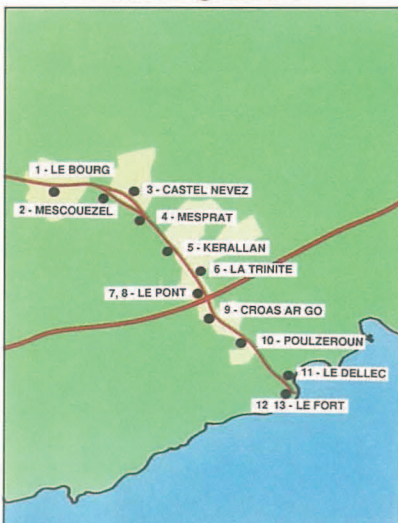 1 - LE BOURG
3 - CASTEL NEVEZ
2 - MESCOUEZEL
4 - MESPRAT
5 - KERALLAN
6 - LA TRINITE
7, 8 - LE PONT
9 - CROAS AR GO
10 - POULZEROUN
11 - LE DELLEC
12 13 - LE FORT